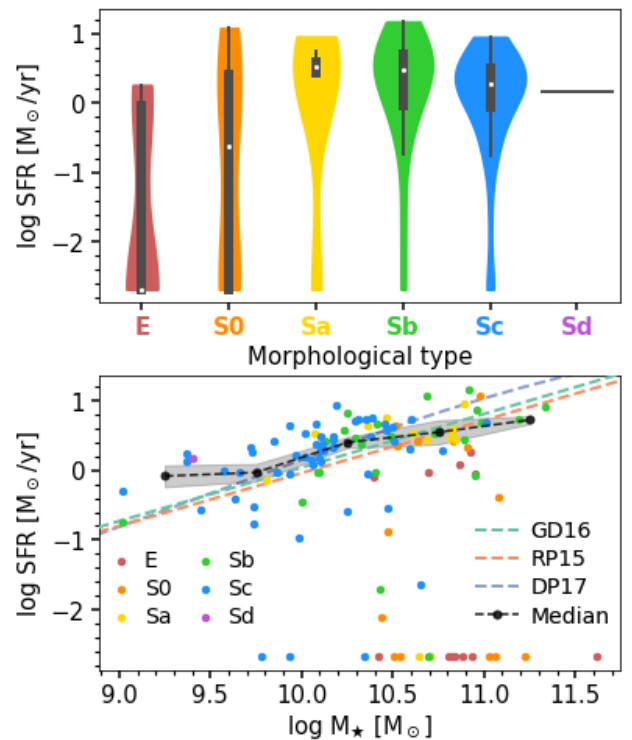 log SFR [M☉/yr]
1
0
−1
−2
E S0 Sa Sb Sc Sd
Morphological type
log SFR [M☉/yr]
1
0
−1
−2
E Sb
S0 Sc
Sa Sd
GD16
RP15
DP17
Median
9.0 9.5 10.0 10.5 11.0 11.5
log M★ [M☉]